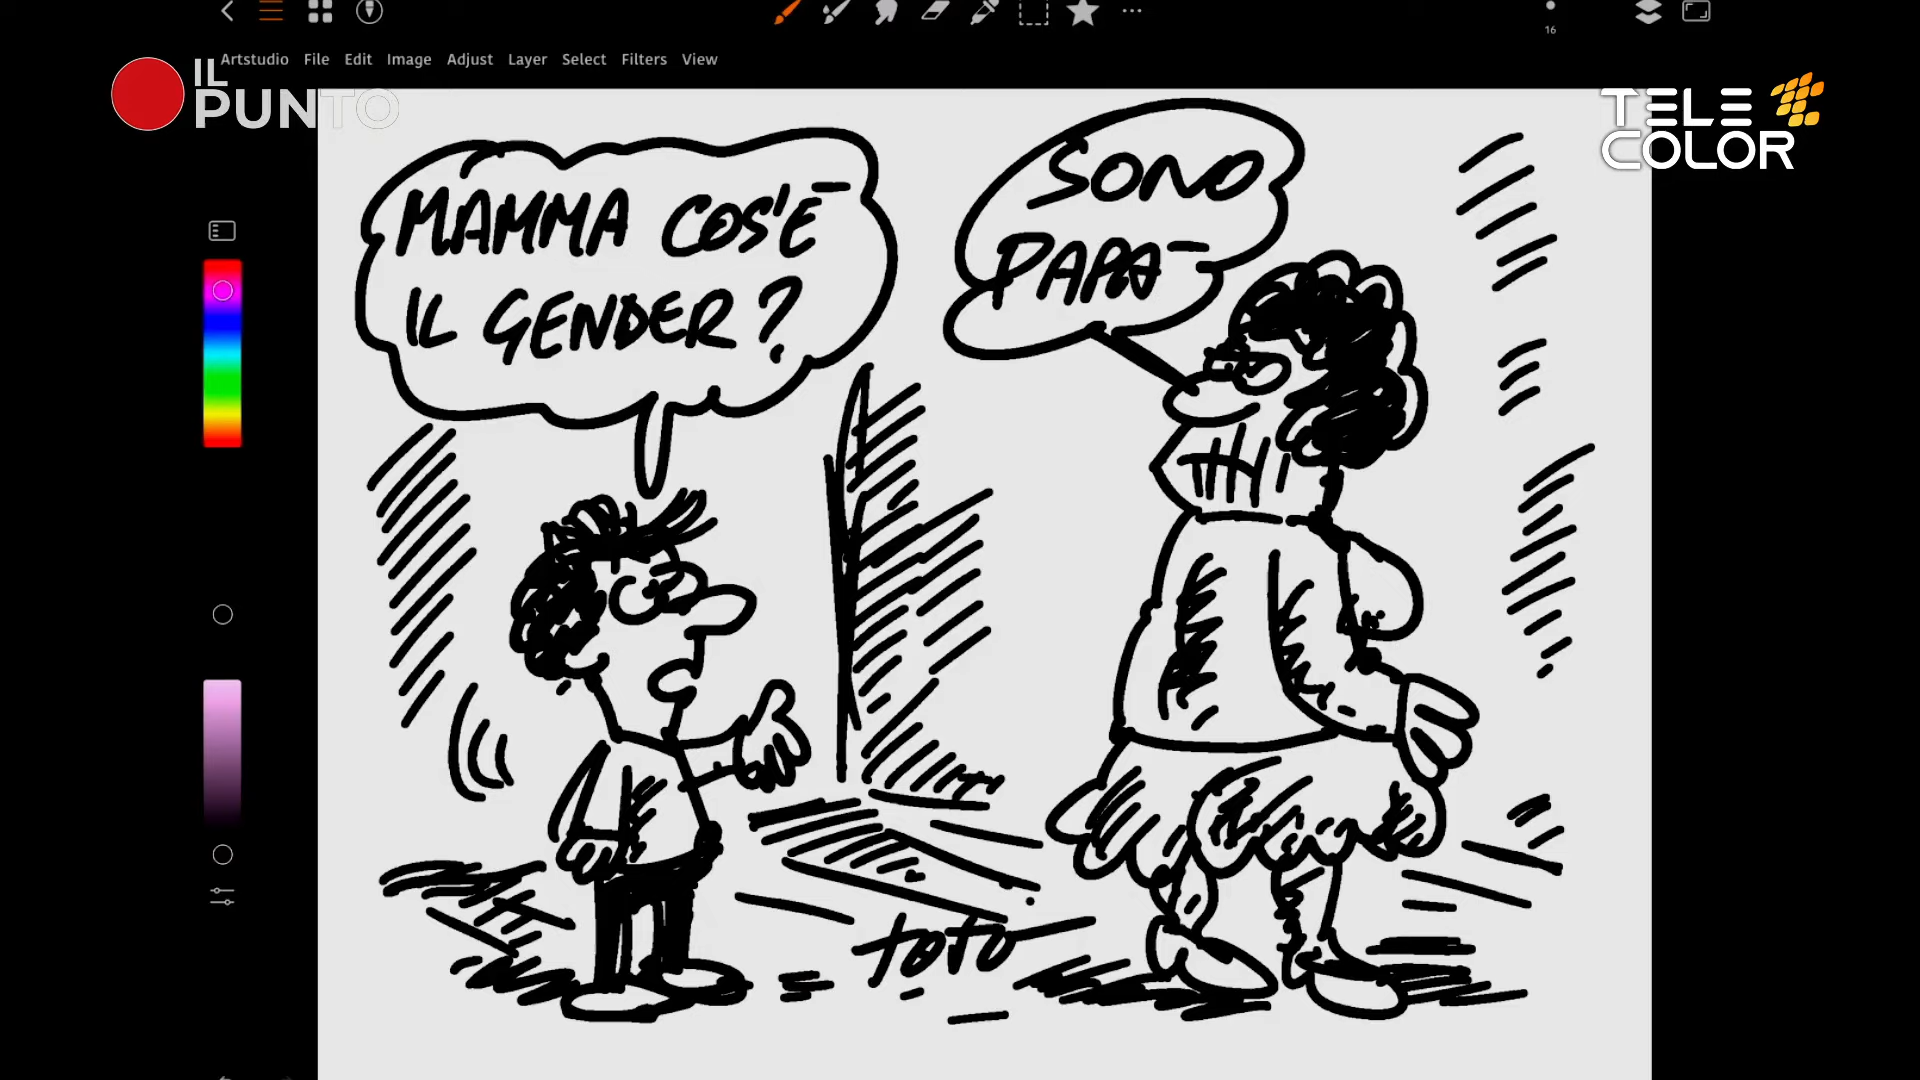 16
Artstudio File Edit Image Adjust Layer Select Filters View
IL
PUNTO
TELE
COLOR
MAMMA COS'È
IL GENDER?
SONO
PAPÀ
toto